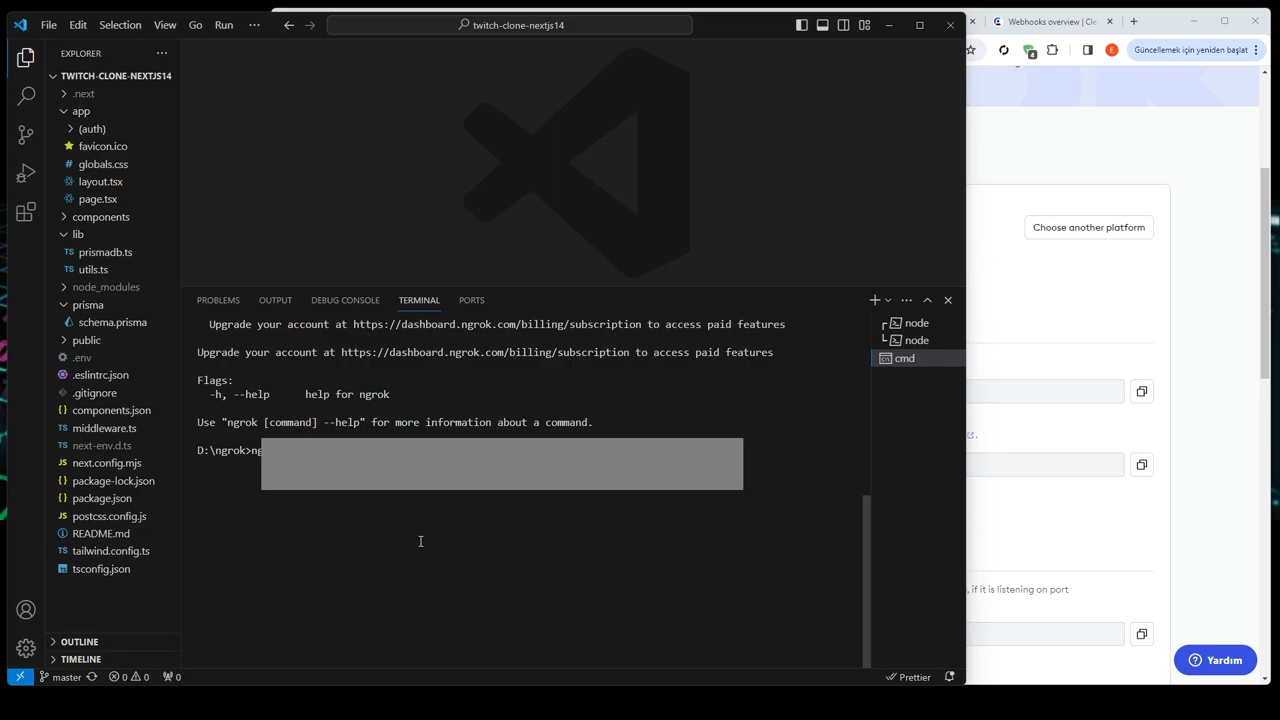 File Edit Selection View Go Run ...
twitch-clone-nextjs14
Webhooks overview | Cle
EXPLORER
Güncellemek için yeniden başlat
TWITCH-CLONE-NEXTJS14
.next
app
(auth)
favicon.ico
globals.css
layout.tsx
page.tsx
components
lib
prismadb.ts
utils.ts
node_modules
prisma
schema.prisma
public
.env
.eslintrc.json
.gitignore
components.json
middleware.ts
next-env.d.ts
next.config.mjs
package-lock.json
package.json
postcss.config.js
README.md
tailwind.config.ts
tsconfig.json
OUTLINE
TIMELINE
PROBLEMS OUTPUT DEBUG CONSOLE TERMINAL PORTS
Upgrade your account at https://dashboard.ngrok.com/billing/subscription to access paid features
Upgrade your account at https://dashboard.ngrok.com/billing/subscription to access paid features
Flags:
-h, --help help for ngrok
Use "ngrok [command] --help" for more information about a command.
D:\ngrok>ng
node
node
cmd
Choose another platform
, if it is listening on port
Yardım
master 0 0 0
Prettier